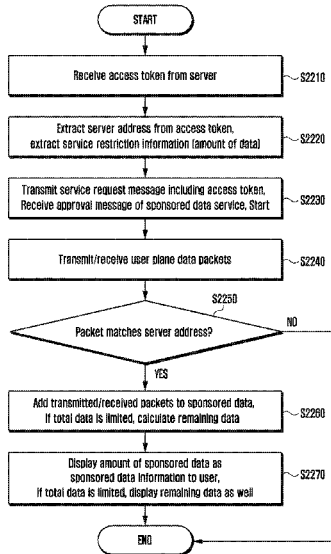 START
Receive access token from server
S2210
Extract server address from access token,
extract service restriction information (amount of data)
S2220
Transmit service request message including access token,
Receive approval message of sponsored data service, Start
S2230
Transmit/receive user plane data packets
S2240
S2250
Packet matches server address?
NO
YES
Add transmitted/received packets to sponsored data,
If total data is limited, calculate remaining data
S2260
Display amount of sponsored data as
sponsored data information to user,
If total data is limited, display remaining data as well
S2270
END